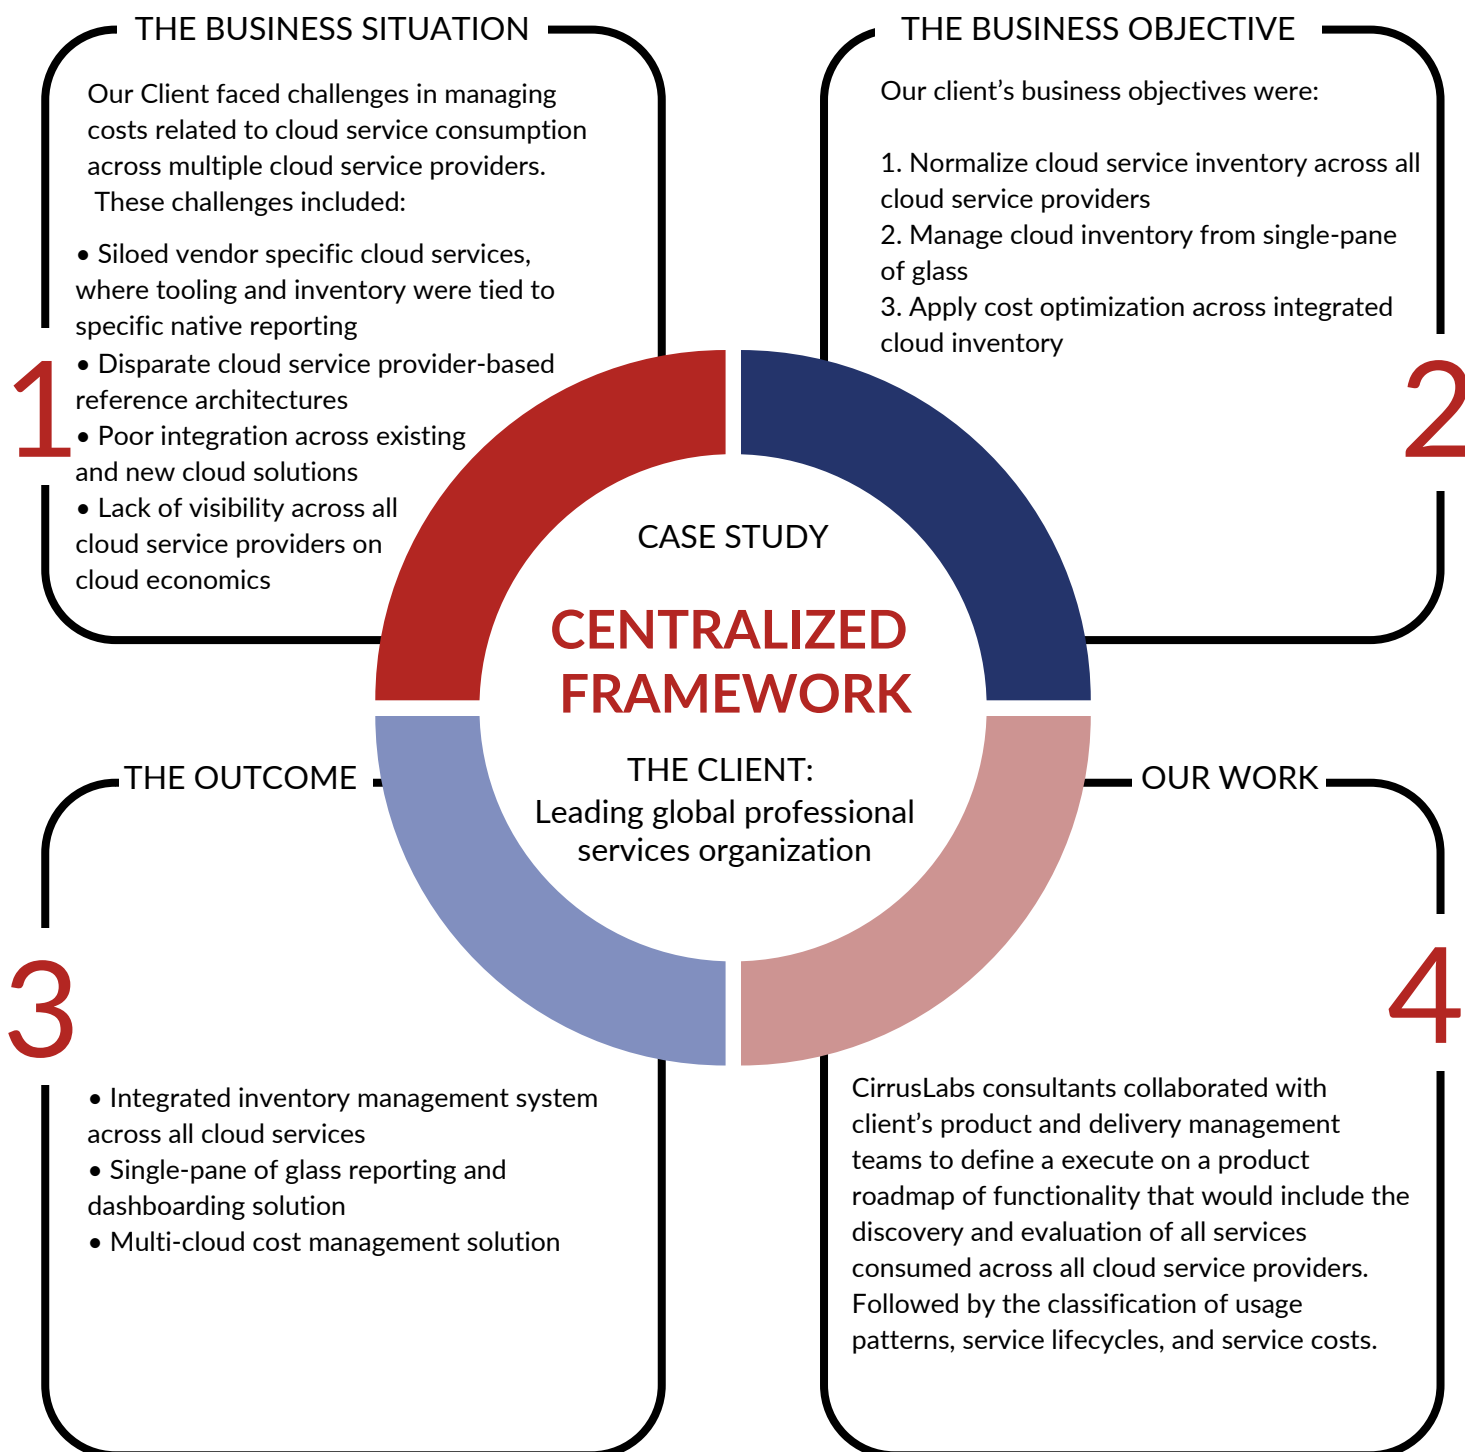 THE BUSINESS SITUATION
Our Client faced challenges in managing
costs related to cloud service consumption
across multiple cloud service providers.
These challenges included:
• Siloed vendor specific cloud services,
where tooling and inventory were tied to
specific native reporting
• Disparate cloud service provider-based
reference architectures
• Poor integration across existing
and new cloud solutions
• Lack of visibility across all
cloud service providers on
cloud economics
1
THE BUSINESS OBJECTIVE
Our client’s business objectives were:
1. Normalize cloud service inventory across all
cloud service providers
2. Manage cloud inventory from single-pane
of glass
3. Apply cost optimization across integrated
cloud inventory
2
CASE STUDY
CENTRALIZED
FRAMEWORK
THE CLIENT:
Leading global professional
services organization
THE OUTCOME
3
• Integrated inventory management system
across all cloud services
• Single-pane of glass reporting and
dashboarding solution
• Multi-cloud cost management solution
OUR WORK
4
CirrusLabs consultants collaborated with
client’s product and delivery management
teams to define a execute on a product
roadmap of functionality that would include the
discovery and evaluation of all services
consumed across all cloud service providers.
Followed by the classification of usage
patterns, service lifecycles, and service costs.